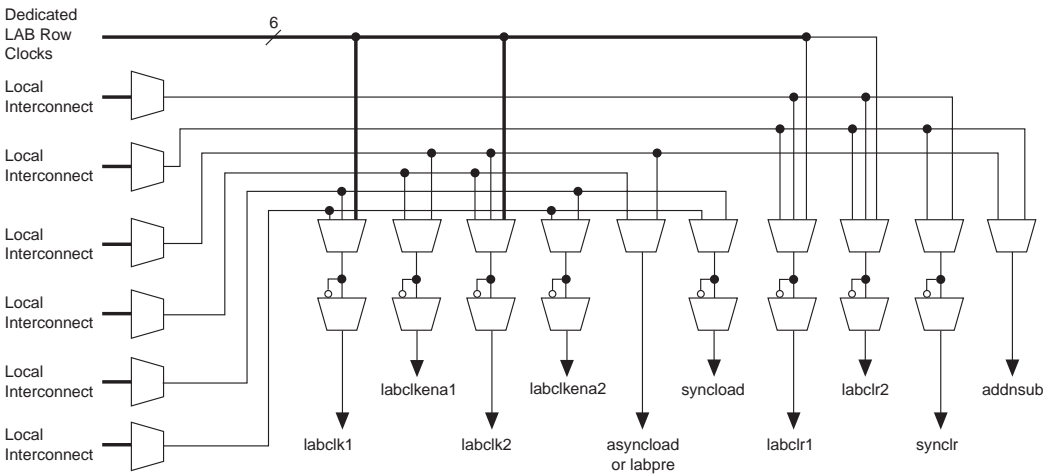 Dedicated
LAB Row
Clocks
6
Local
Interconnect
Local
Interconnect
Local
Interconnect
Local
Interconnect
Local
Interconnect
Local
Interconnect
labclkena1
labclkena2
syncload
labclr2
addnsub
labclk1
labclk2
asyncload
or labpre
labclr1
synclr